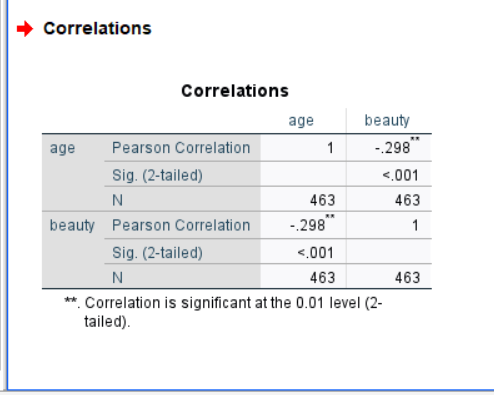 Correlations
Correlations
age beauty
age Pearson Correlation 1 -.298**
Sig. (2-tailed) <.001
N 463 463
beauty Pearson Correlation -.298** 1
Sig. (2-tailed) <.001
N 463 463
**. Correlation is significant at the 0.01 level (2-
tailed).